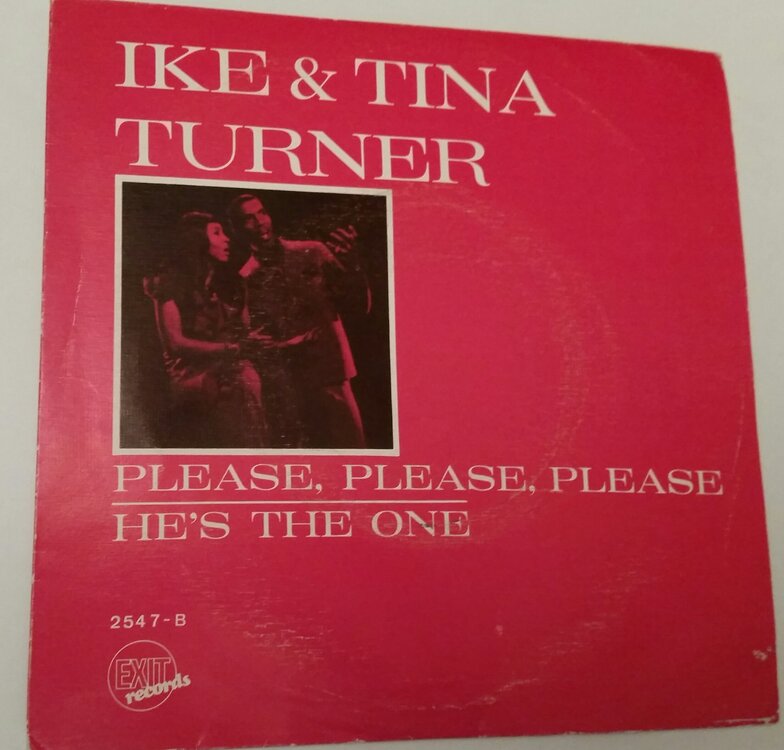 IKE & TINA
TURNER
PLEASE, PLEASE, PLEASE
HE'S THE ONE
2547-B
EXIT
records